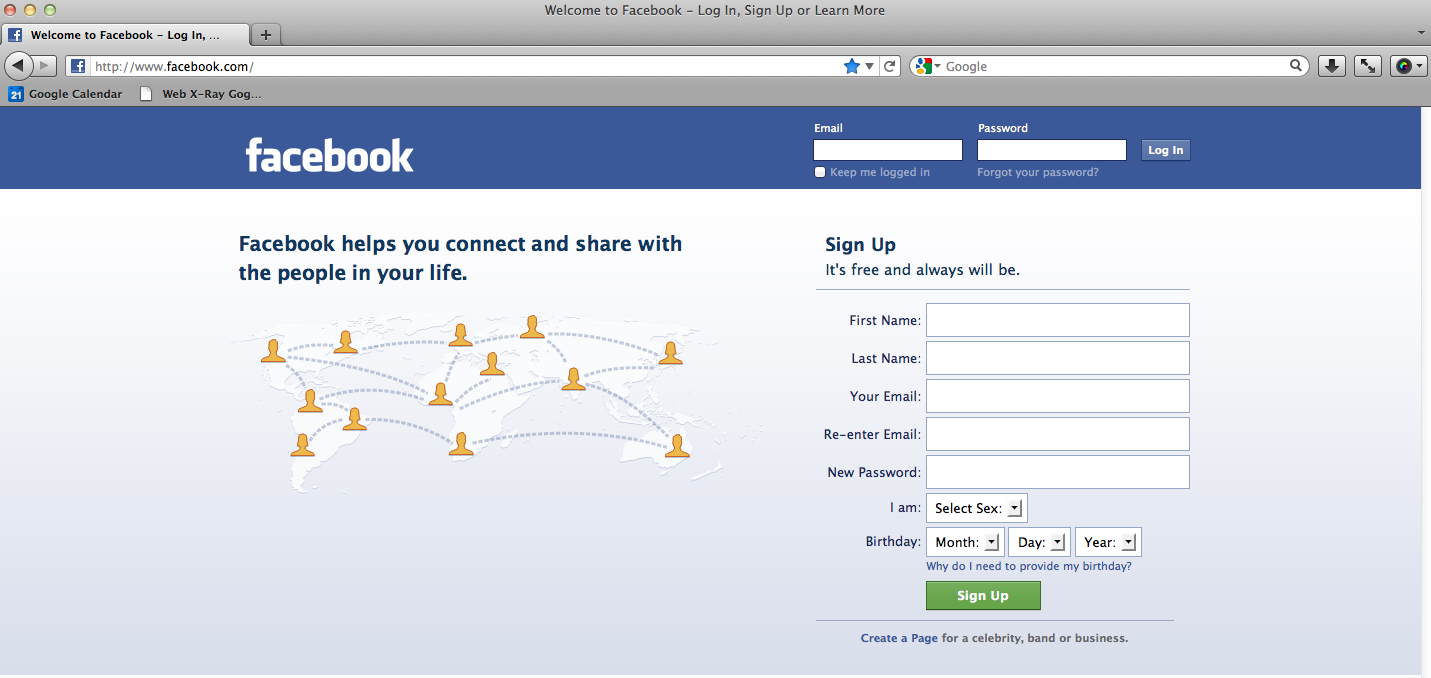 Welcome to Facebook - Log In, Sign Up or Learn More
Welcome to Facebook - Log In, ...
http://www.facebook.com/
Google
21 Google Calendar
Web X-Ray Gog...
facebook
Email
Password
Log In
Keep me logged in
Forgot your password?
Facebook helps you connect and share with
the people in your life.
Sign Up
It's free and always will be.
First Name:
Last Name:
Your Email:
Re-enter Email:
New Password:
I am: Select Sex:
Birthday: Month: Day: Year:
Why do I need to provide my birthday?
Sign Up
Create a Page for a celebrity, band or business.